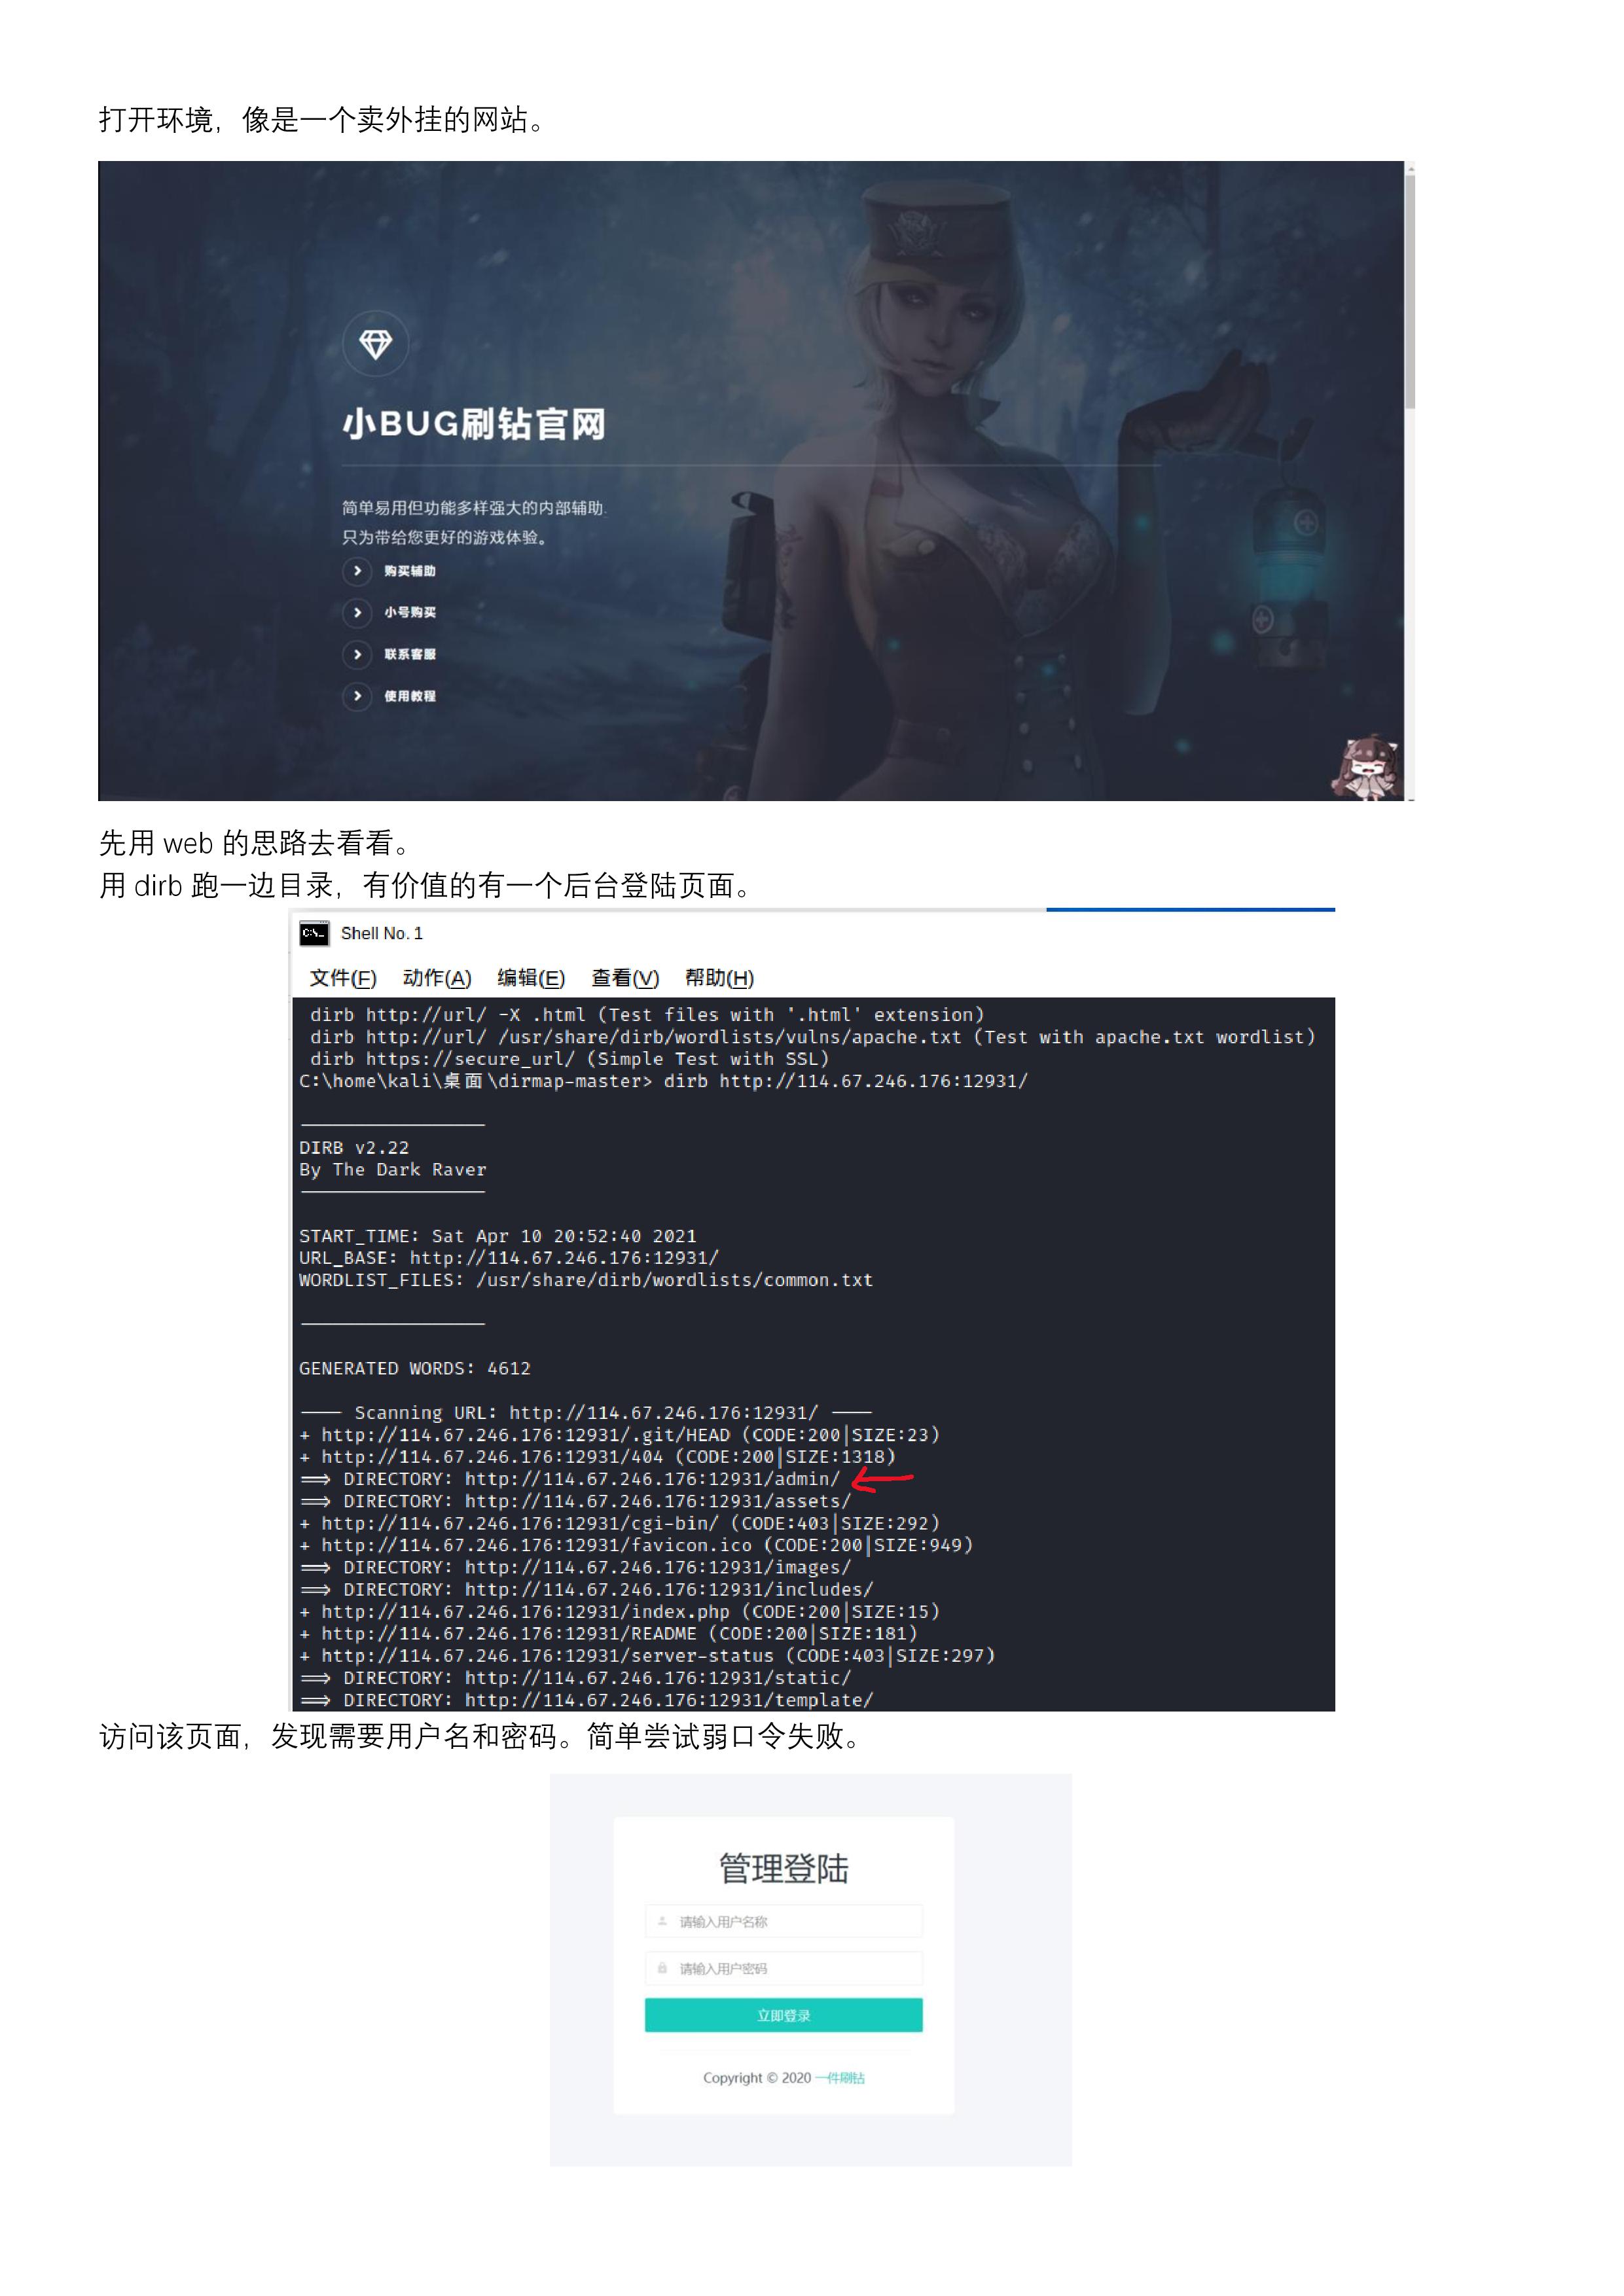 打开环境，像是一个卖外挂的网站。
小BUG刷钻官网
简单易用但功能多样强大的内部辅助.
只为带给您更好的游戏体验。
购买辅助
小号购买
联系客服
使用教程
先用 web 的思路去看看。
用 dirb 跑一边目录，有价值的有一个后台登陆页面。
Shell No. 1
文件(F) 动作(A) 编辑(E) 查看(V) 帮助(H)
dirb http://url/ -X .html (Test files with '.html' extension)
dirb http://url/ /usr/share/dirb/wordlists/vulns/apache.txt (Test with apache.txt wordlist)
dirb https://secure_url/ (Simple Test with SSL)
C:\home\kali\桌面\dirmap-master> dirb http://114.67.246.176:12931/
DIRB v2.22
By The Dark Raver
START_TIME: Sat Apr 10 20:52:40 2021
URL_BASE: http://114.67.246.176:12931/
WORDLIST_FILES: /usr/share/dirb/wordlists/common.txt
GENERATED WORDS: 4612
---- Scanning URL: http://114.67.246.176:12931/ ----
+ http://114.67.246.176:12931/.git/HEAD (CODE:200|SIZE:23)
+ http://114.67.246.176:12931/404 (CODE:200|SIZE:1318)
==> DIRECTORY: http://114.67.246.176:12931/admin/
==> DIRECTORY: http://114.67.246.176:12931/assets/
+ http://114.67.246.176:12931/cgi-bin/ (CODE:403|SIZE:292)
+ http://114.67.246.176:12931/favicon.ico (CODE:200|SIZE:949)
==> DIRECTORY: http://114.67.246.176:12931/images/
==> DIRECTORY: http://114.67.246.176:12931/includes/
+ http://114.67.246.176:12931/index.php (CODE:200|SIZE:15)
+ http://114.67.246.176:12931/README (CODE:200|SIZE:181)
+ http://114.67.246.176:12931/server-status (CODE:403|SIZE:297)
==> DIRECTORY: http://114.67.246.176:12931/static/
==> DIRECTORY: http://114.67.246.176:12931/template/
访问该页面，发现需要用户名和密码。简单尝试弱口令失败。
管理登陆
请输入用户名称
请输入用户密码
立即登录
Copyright © 2020 一件刷钻